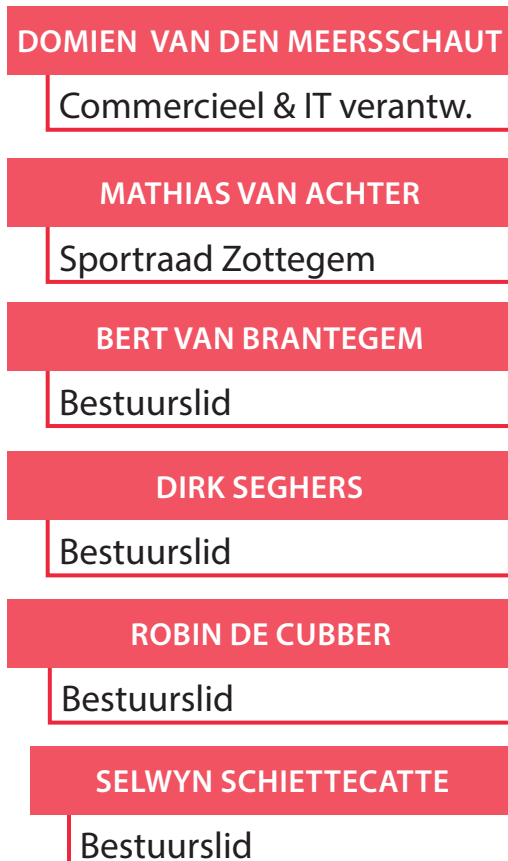 DOMIEN VAN DEN MEERSSCHAUT
Commercieel & IT verantw.
MATHIAS VAN ACHTER
Sportraad Zottegem
BERT VAN BRANTEGEM
Bestuurslid
DIRK SEGHERS
Bestuurslid
ROBIN DE CUBBER
Bestuurslid
SELWYN SCHIETTECATTE
Bestuurslid